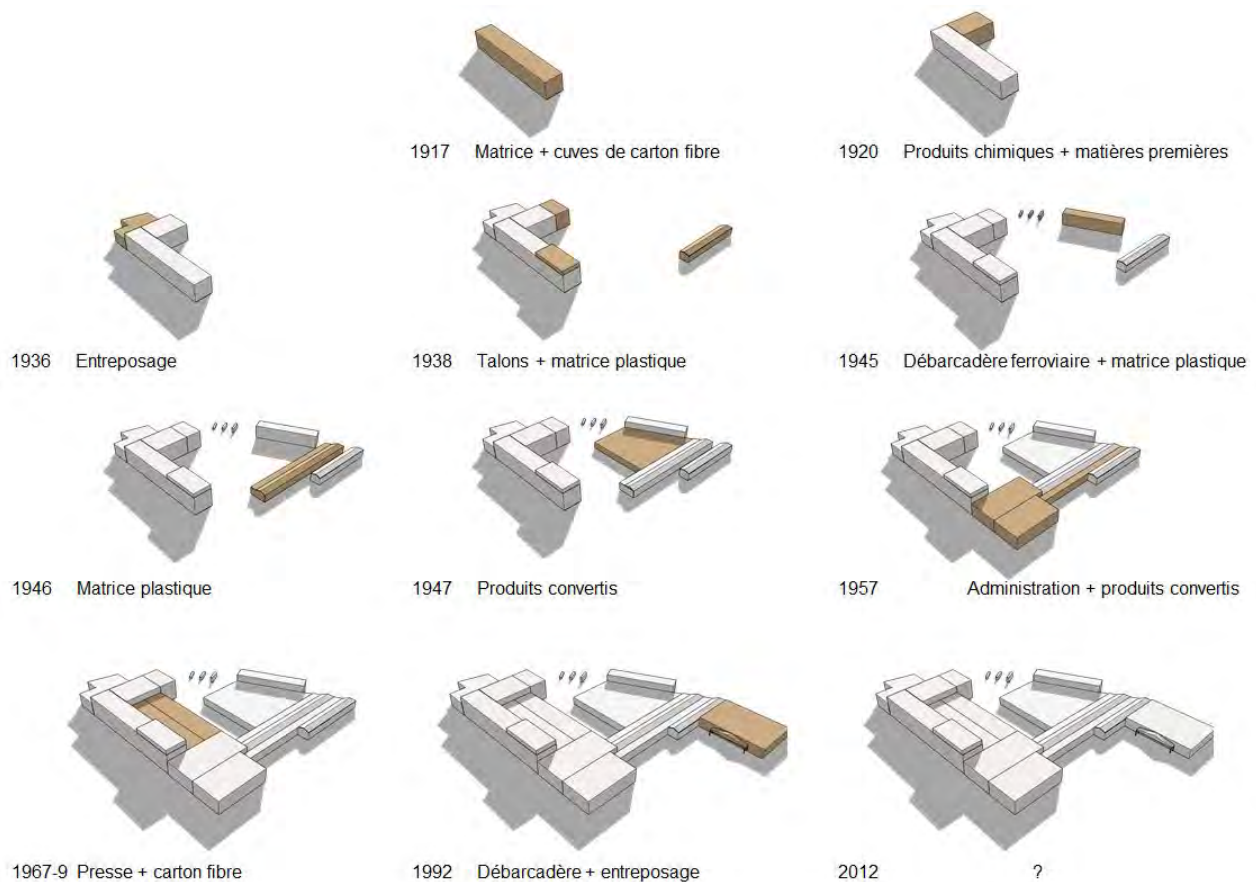 1917 Matrice + cuves de carton fibre
1920 Produits chimiques + matières premières
1936 Entreposage
1938 Talons + matrice plastique
1945 Débarcadère ferroviaire + matrice plastique
1946 Matrice plastique
1947 Produits convertis
1957 Administration + produits convertis
1967-9 Presse + carton fibre
1992 Débarcadère + entreposage
2012 ?